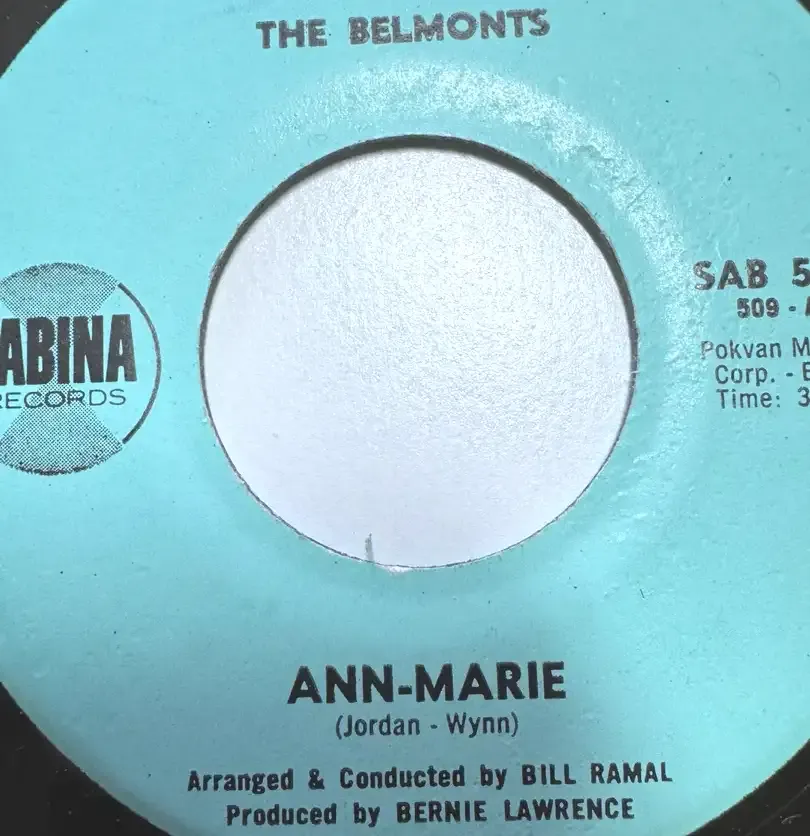 THE BELMONTS
ABINA
RECORDS
SAB 5
509 -
Pokvan M
Corp. -
Time: 3
ANN-MARIE
(Jordan - Wynn)
Arranged & Conducted by BILL RAMAL
Produced by BERNIE LAWRENCE